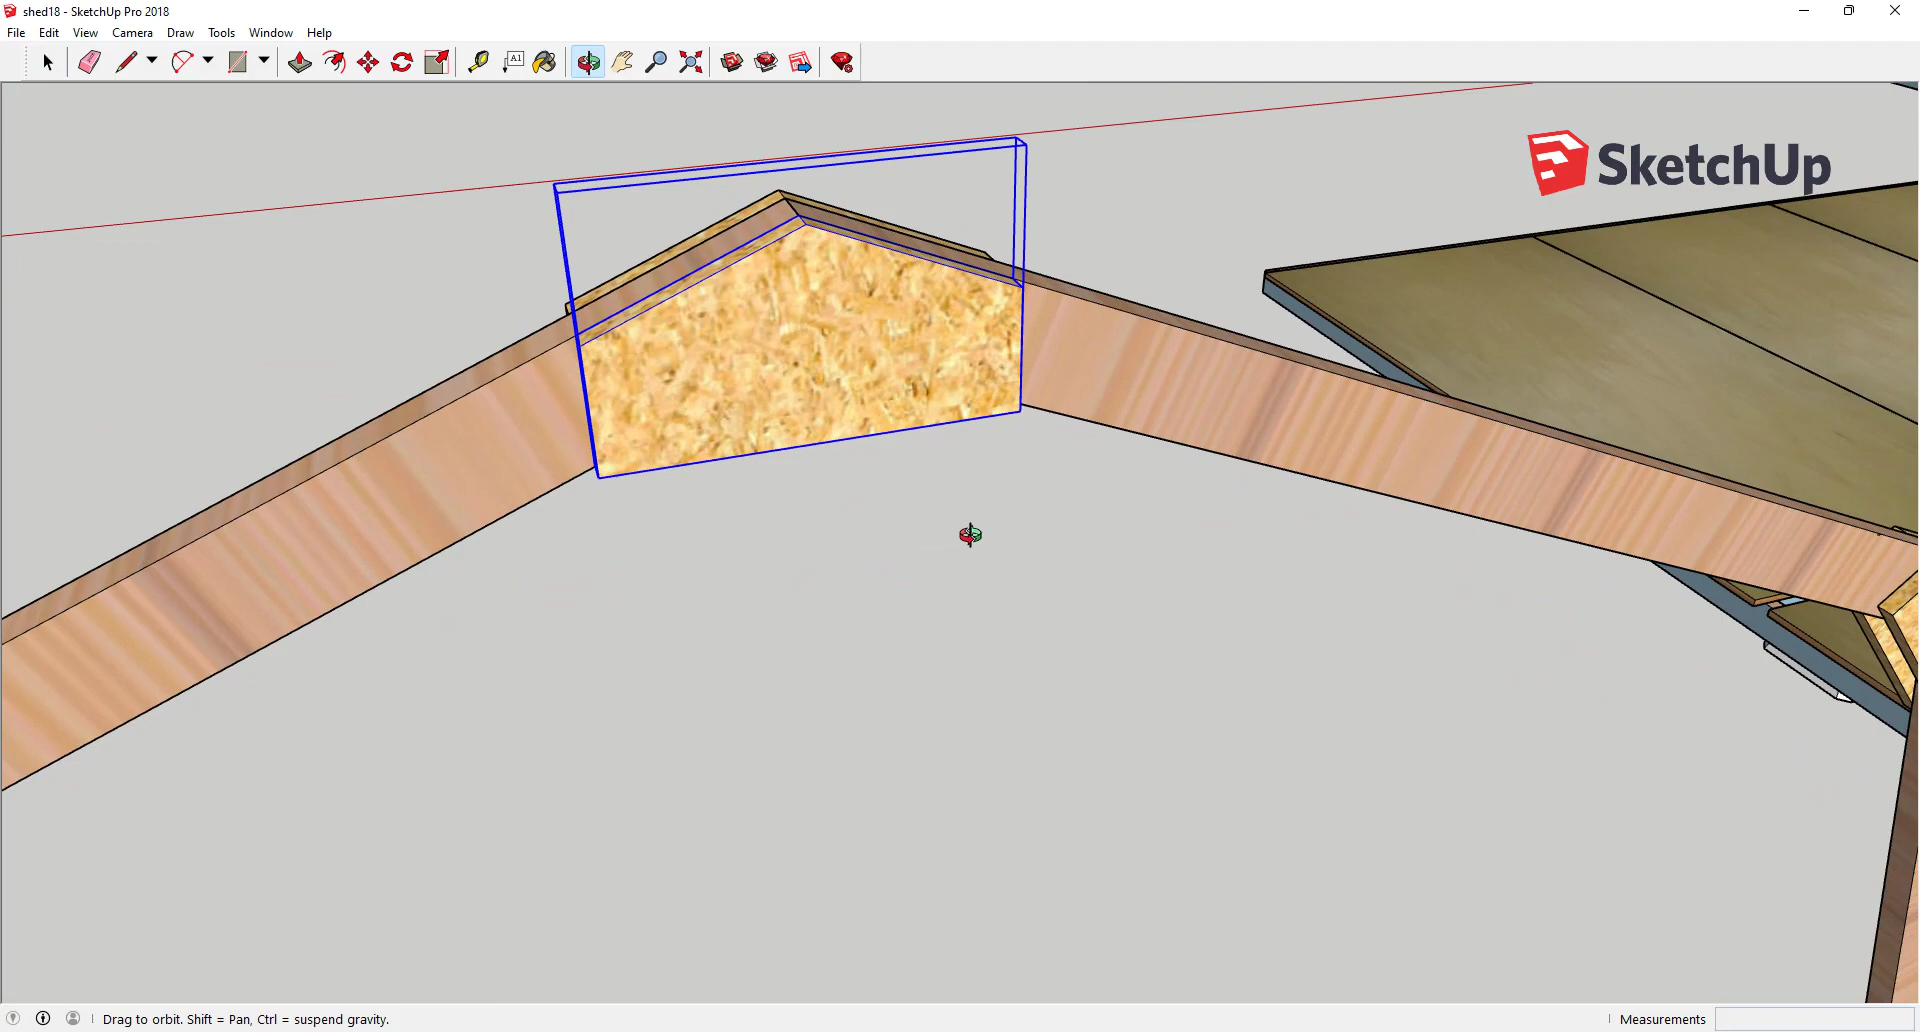 shed18 - SketchUp Pro 2018
File Edit View Camera Draw Tools Window Help
A1
SketchUp
Drag to orbit. Shift = Pan, Ctrl = suspend gravity.
Measurements